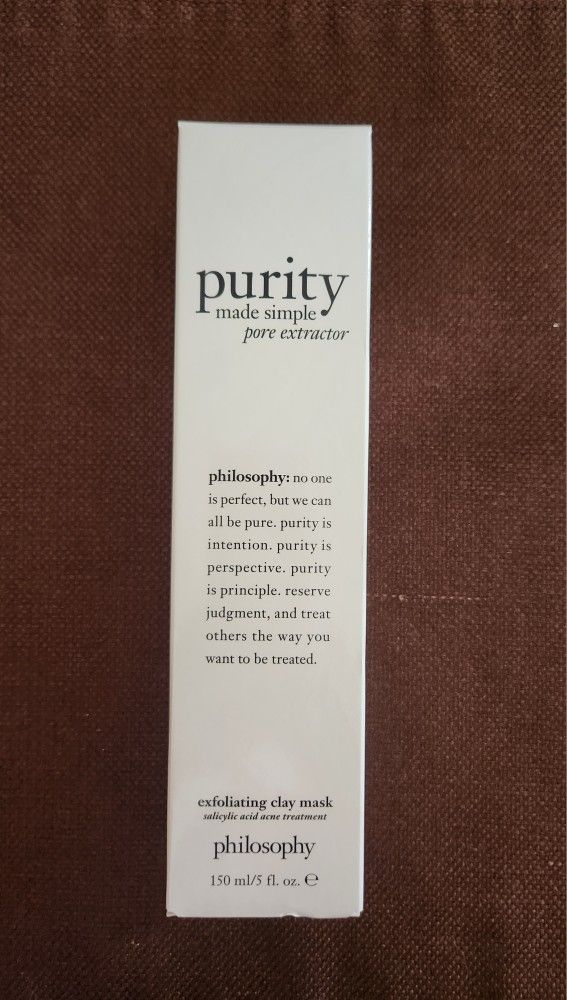 purity
made simple
pore extractor
philosophy: no one
is perfect, but we can
all be pure. purity is
intention. purity is
perspective. purity
is principle. reserve
judgment, and treat
others the way you
want to be treated.
exfoliating clay mask
salicylic acid acne treatment
philosophy
150 ml/5 fl. oz. ℮